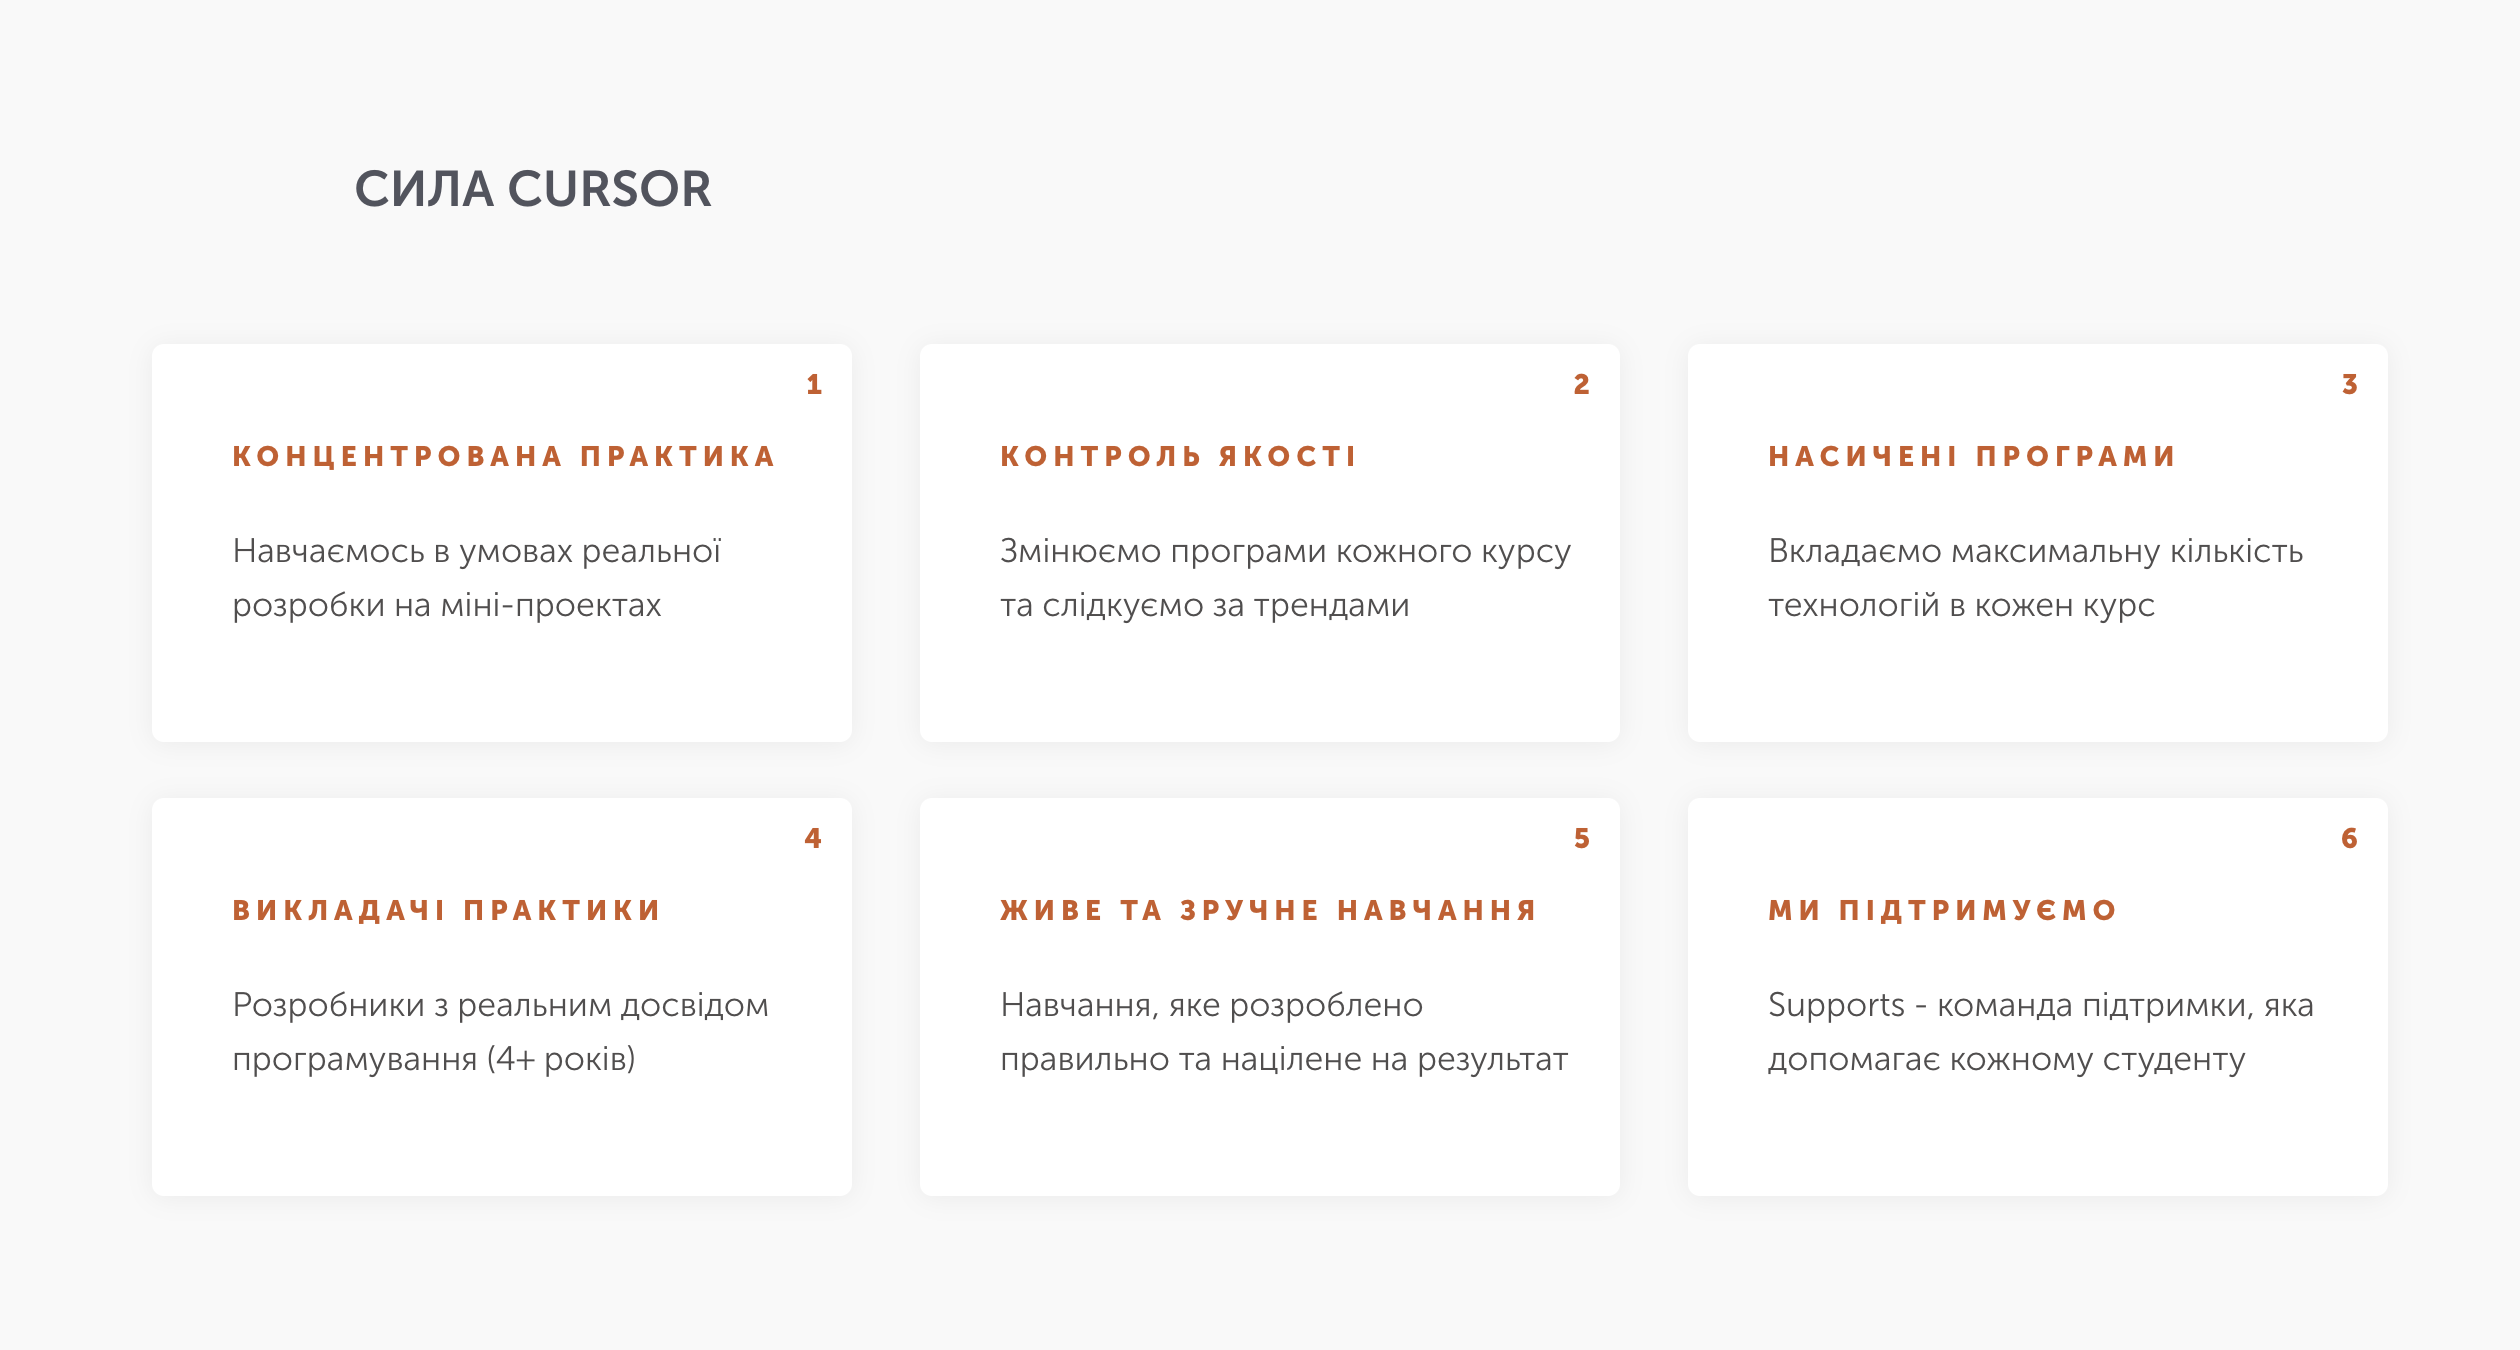 СИЛА CURSOR
1
КОНЦЕНТРОВАНА ПРАКТИКА
Навчаємось в умовах реальної
розробки на міні-проектах
2
КОНТРОЛЬ ЯКОСТІ
Змінюємо програми кожного курсу
та слідкуємо за трендами
3
НАСИЧЕНІ ПРОГРАМИ
Вкладаємо максимальну кількість
технологій в кожен курс
4
ВИКЛАДАЧІ ПРАКТИКИ
Розробники з реальним досвідом
програмування (4+ років)
5
ЖИВЕ ТА ЗРУЧНЕ НАВЧАННЯ
Навчання, яке розроблено
правильно та націлене на результат
6
МИ ПІДТРИМУЄМО
Supports - команда підтримки, яка
допомагає кожному студенту